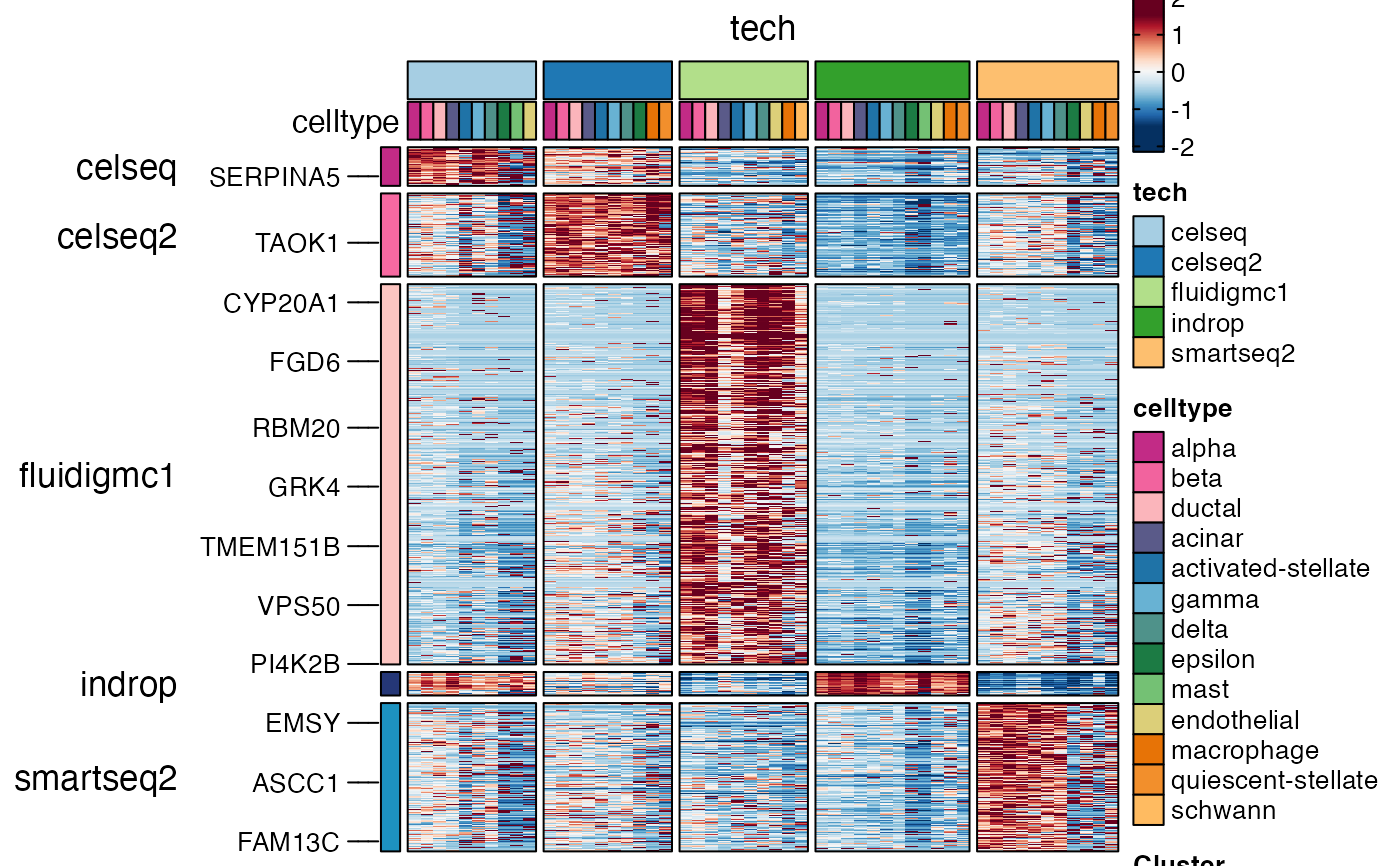 tech
celltype
celseq
SERPINA5
celseq2
TAOK1
CYP20A1
FGD6
RBM20
fluidigmc1
GRK4
TMEM151B
VPS50
PI4K2B
indrop
EMSY
smartseq2
ASCC1
FAM13C
2
1
0
-1
-2
tech
celseq
celseq2
fluidigmc1
indrop
smartseq2
celltype
alpha
beta
ductal
acinar
activated-stellate
gamma
delta
epsilon
mast
endothelial
macrophage
quiescent-stellate
schwann
Cluster